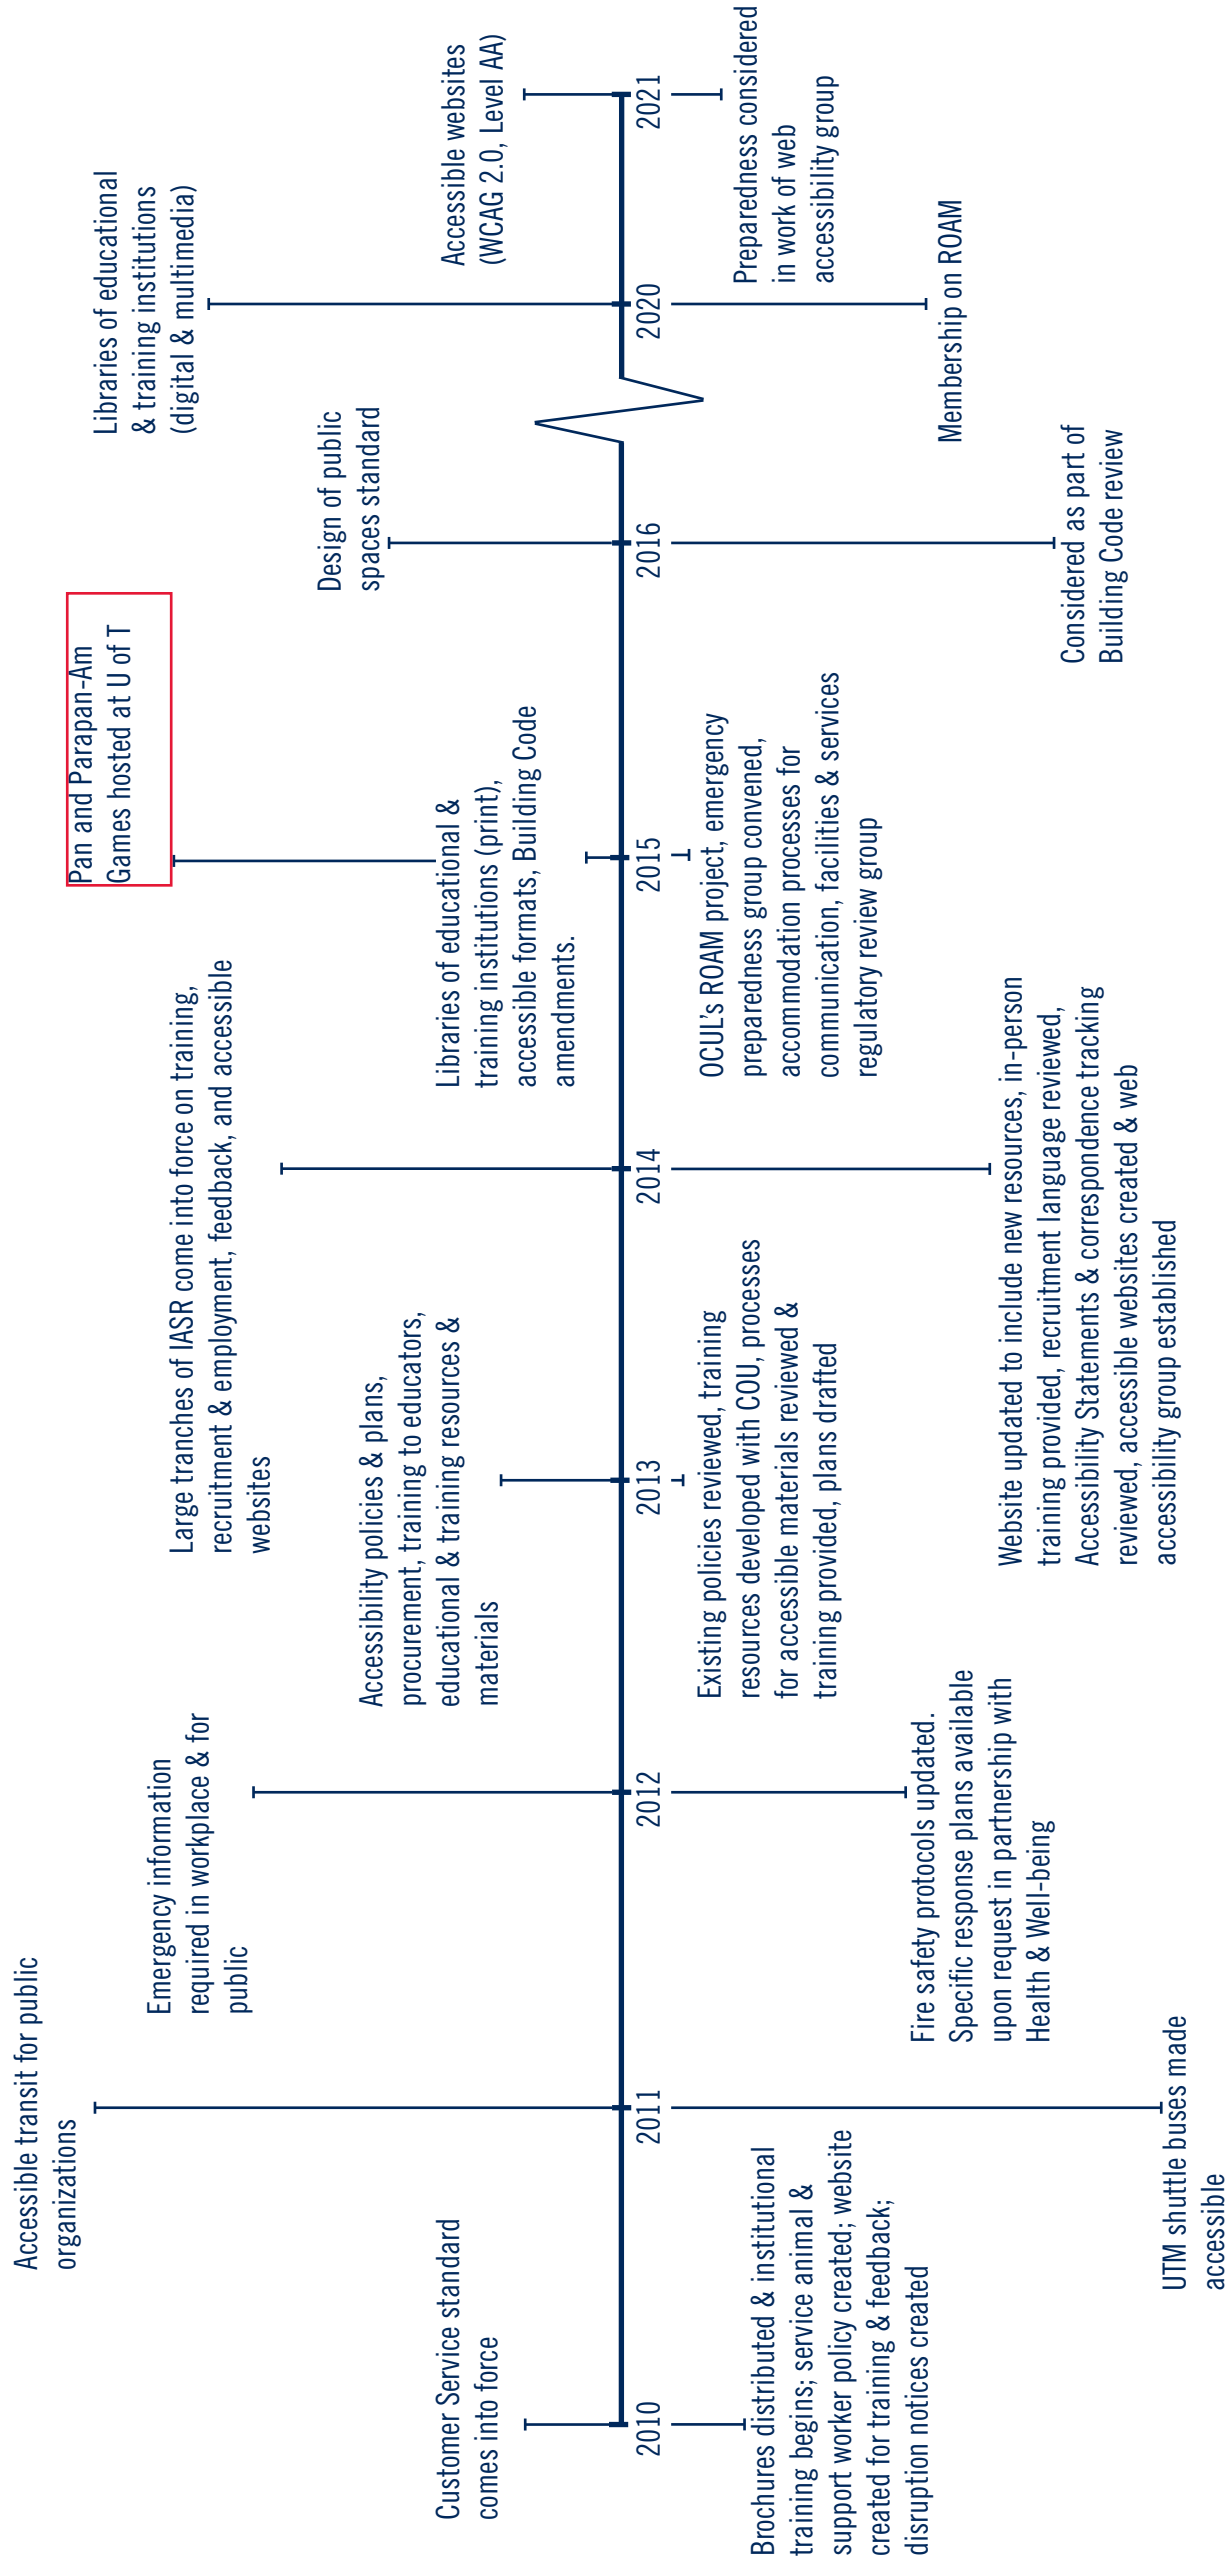 Customer Service standard
comes into force
2010
Brochures distributed & institutional
training begins; service animal &
support worker policy created; website
created for training & feedback;
disruption notices created
Accessible transit for public
organizations
2011
UTM shuttle buses made
accessible
Emergency information
required in workplace & for
public
2012
Fire safety protocols updated.
Specific response plans available
upon request in partnership with
Health & Well-being
Accessibility policies & plans,
procurement, training to educators,
educational & training resources &
materials
2013
Existing policies reviewed, training
resources developed with COU, processes
for accessible materials reviewed &
training provided, plans drafted
Large tranches of IASR come into force on training,
recruitment & employment, feedback, and accessible
websites
2014
Website updated to include new resources, in-person
training provided, recruitment language reviewed,
Accessibility Statements & correspondence tracking
reviewed, accessible websites created & web
accessibility group established
Pan and Parapan-Am
Games hosted at U of T
Libraries of educational &
training institutions (print),
accessible formats, Building Code
amendments.
2015
OCUL's ROAM project, emergency
preparedness group convened,
accommodation processes for
communication, facilities & services
regulatory review group
Design of public
spaces standard
2016
Considered as part of
Building Code review
Libraries of educational
& training institutions
(digital & multimedia)
2020
Membership on ROAM
Accessible websites
(WCAG 2.0, Level AA)
2021
Preparedness considered
in work of web
accessibility group